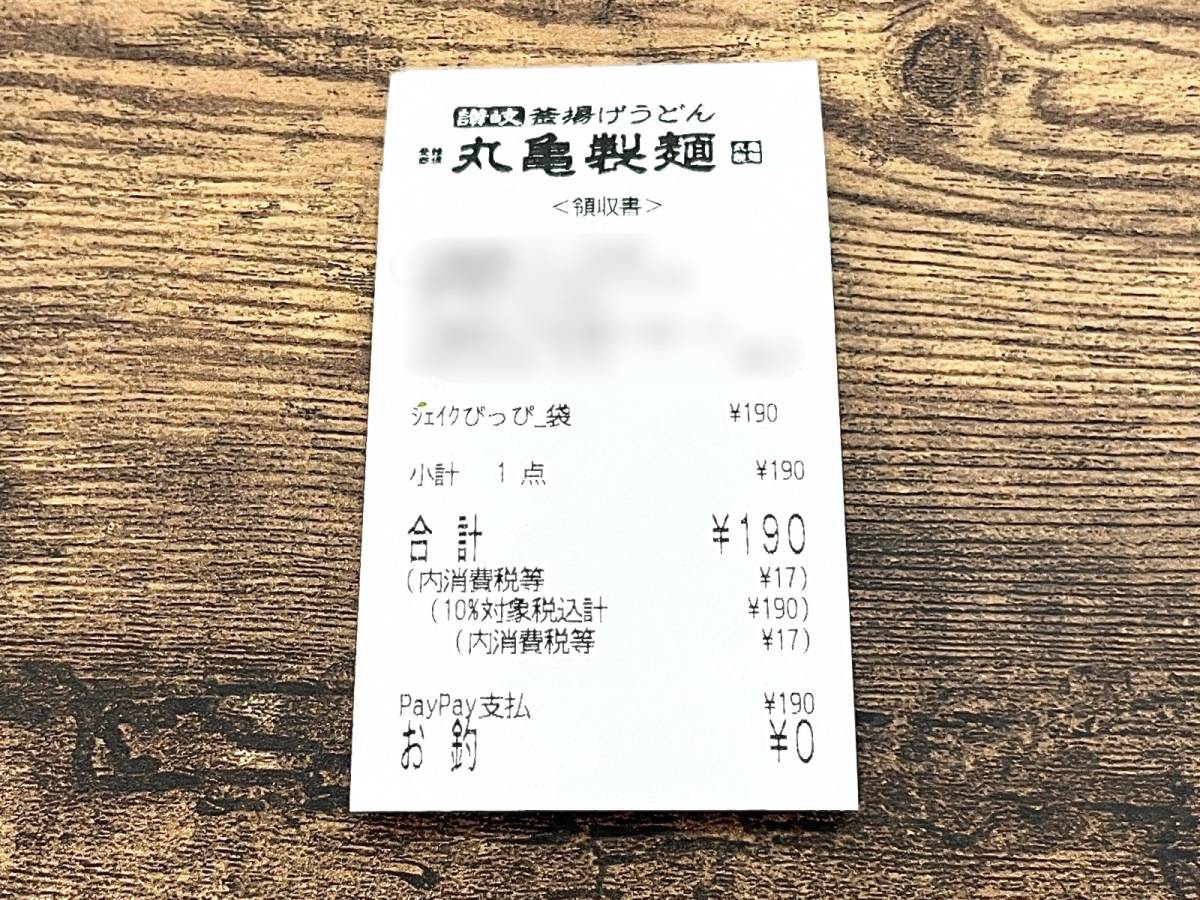 讃岐 釜揚げうどん
丸亀製麺
<領収書>
ｼｪｲｸぴっぴ_袋 ¥190
小計 1 点 ¥190
合 計 ¥190
(内消費税等 ¥17)
(10%対象税込計 ¥190)
(内消費税等 ¥17)
PayPay支払 ¥190
お 釣 ¥0